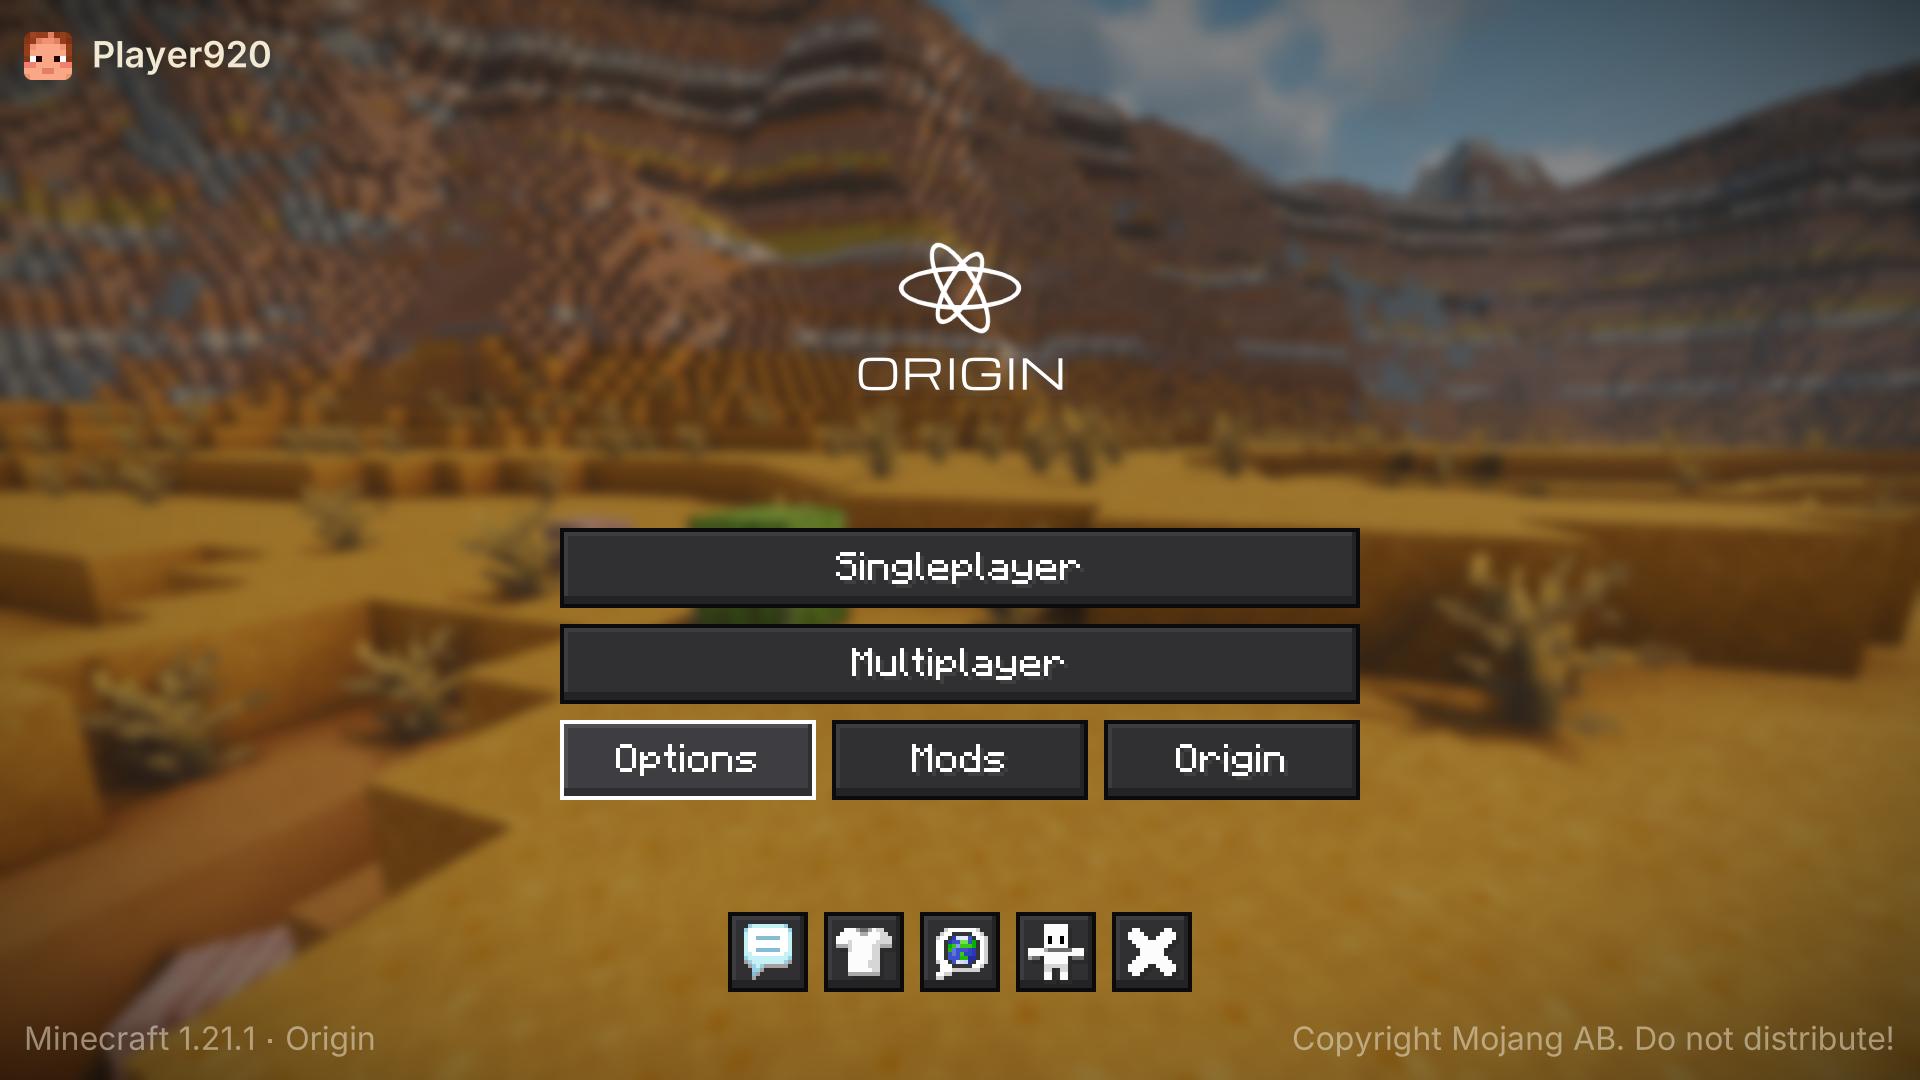 Player920
ORIGIN
Singleplayer
Multiplayer
Options
Mods
Origin
Minecraft 1.21.1 · Origin
Copyright Mojang AB. Do not distribute!